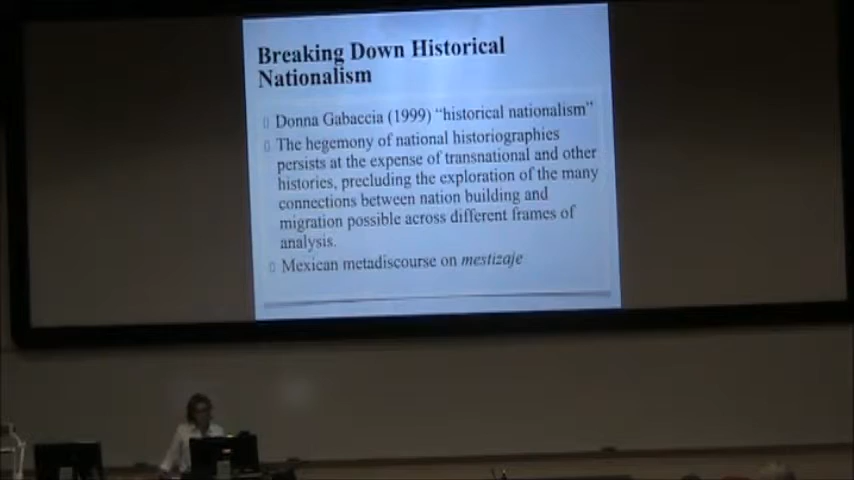 Breaking Down Historical
Nationalism
Donna Gabaccia (1999) “historical nationalism”
The hegemony of national historiographies
persists at the expense of transnational and other
histories, precluding the exploration of the many
connections between nation building and
migration possible across different frames of
analysis.
Mexican metadiscourse on mestizaje